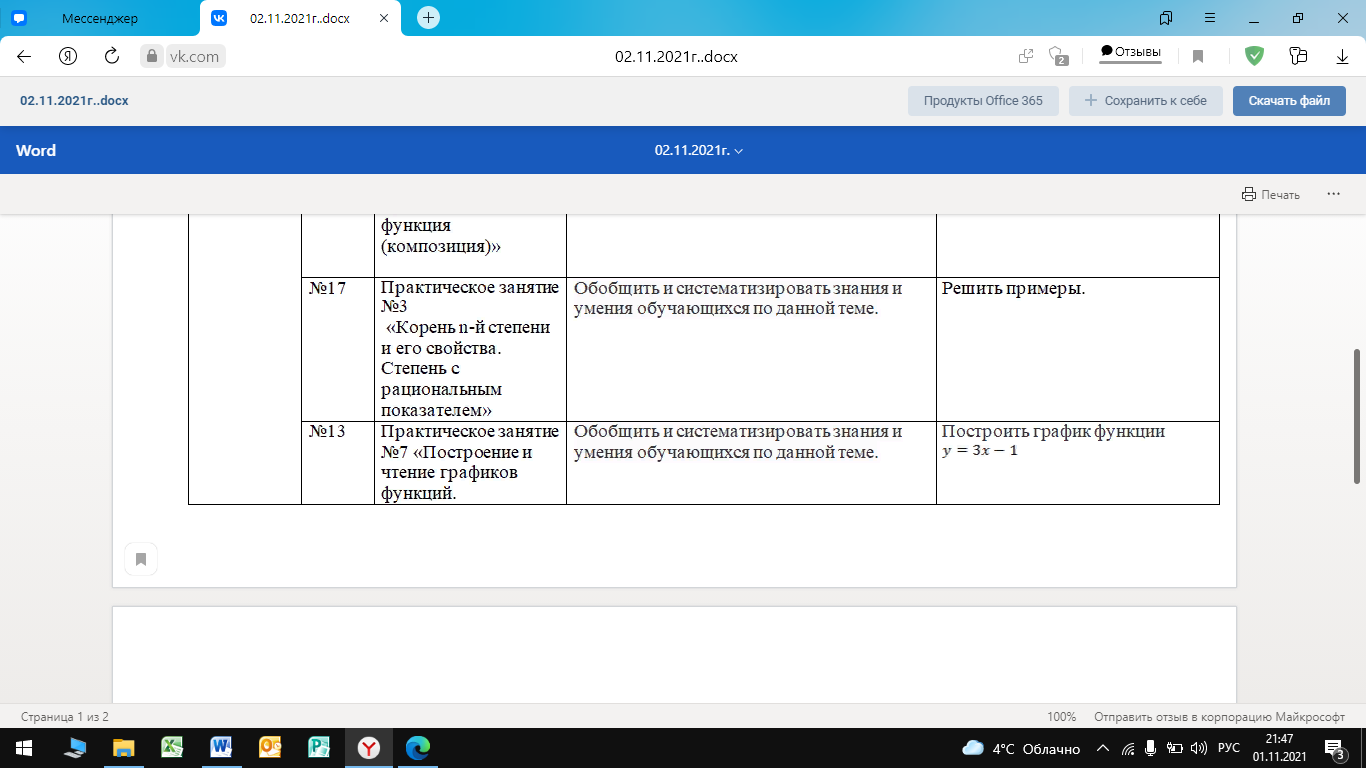 Мессенджер
02.11.2021г..docx
vk.com
02.11.2021г..docx
2
Отзывы
02.11.2021г..docx
Продукты Office 365
Сохранить к себе
Скачать файл
Word
02.11.2021г.
Печать
функция
(композиция)»
№17
Практическое занятие
№3
«Корень n-й степени
и его свойства.
Степень с
рациональным
показателем»
Обобщить и систематизировать знания и
умения обучающихся по данной теме.
Решить примеры.
№13
Практическое занятие
№7 «Построение и
чтение графиков
функций.
Обобщить и систематизировать знания и
умения обучающихся по данной теме.
Построить график функции
y = 3x − 1
Страница 1 из 2
100%
Отправить отзыв в корпорацию Майкрософт
4°C Облачно
РУС
21:47
01.11.2021
3